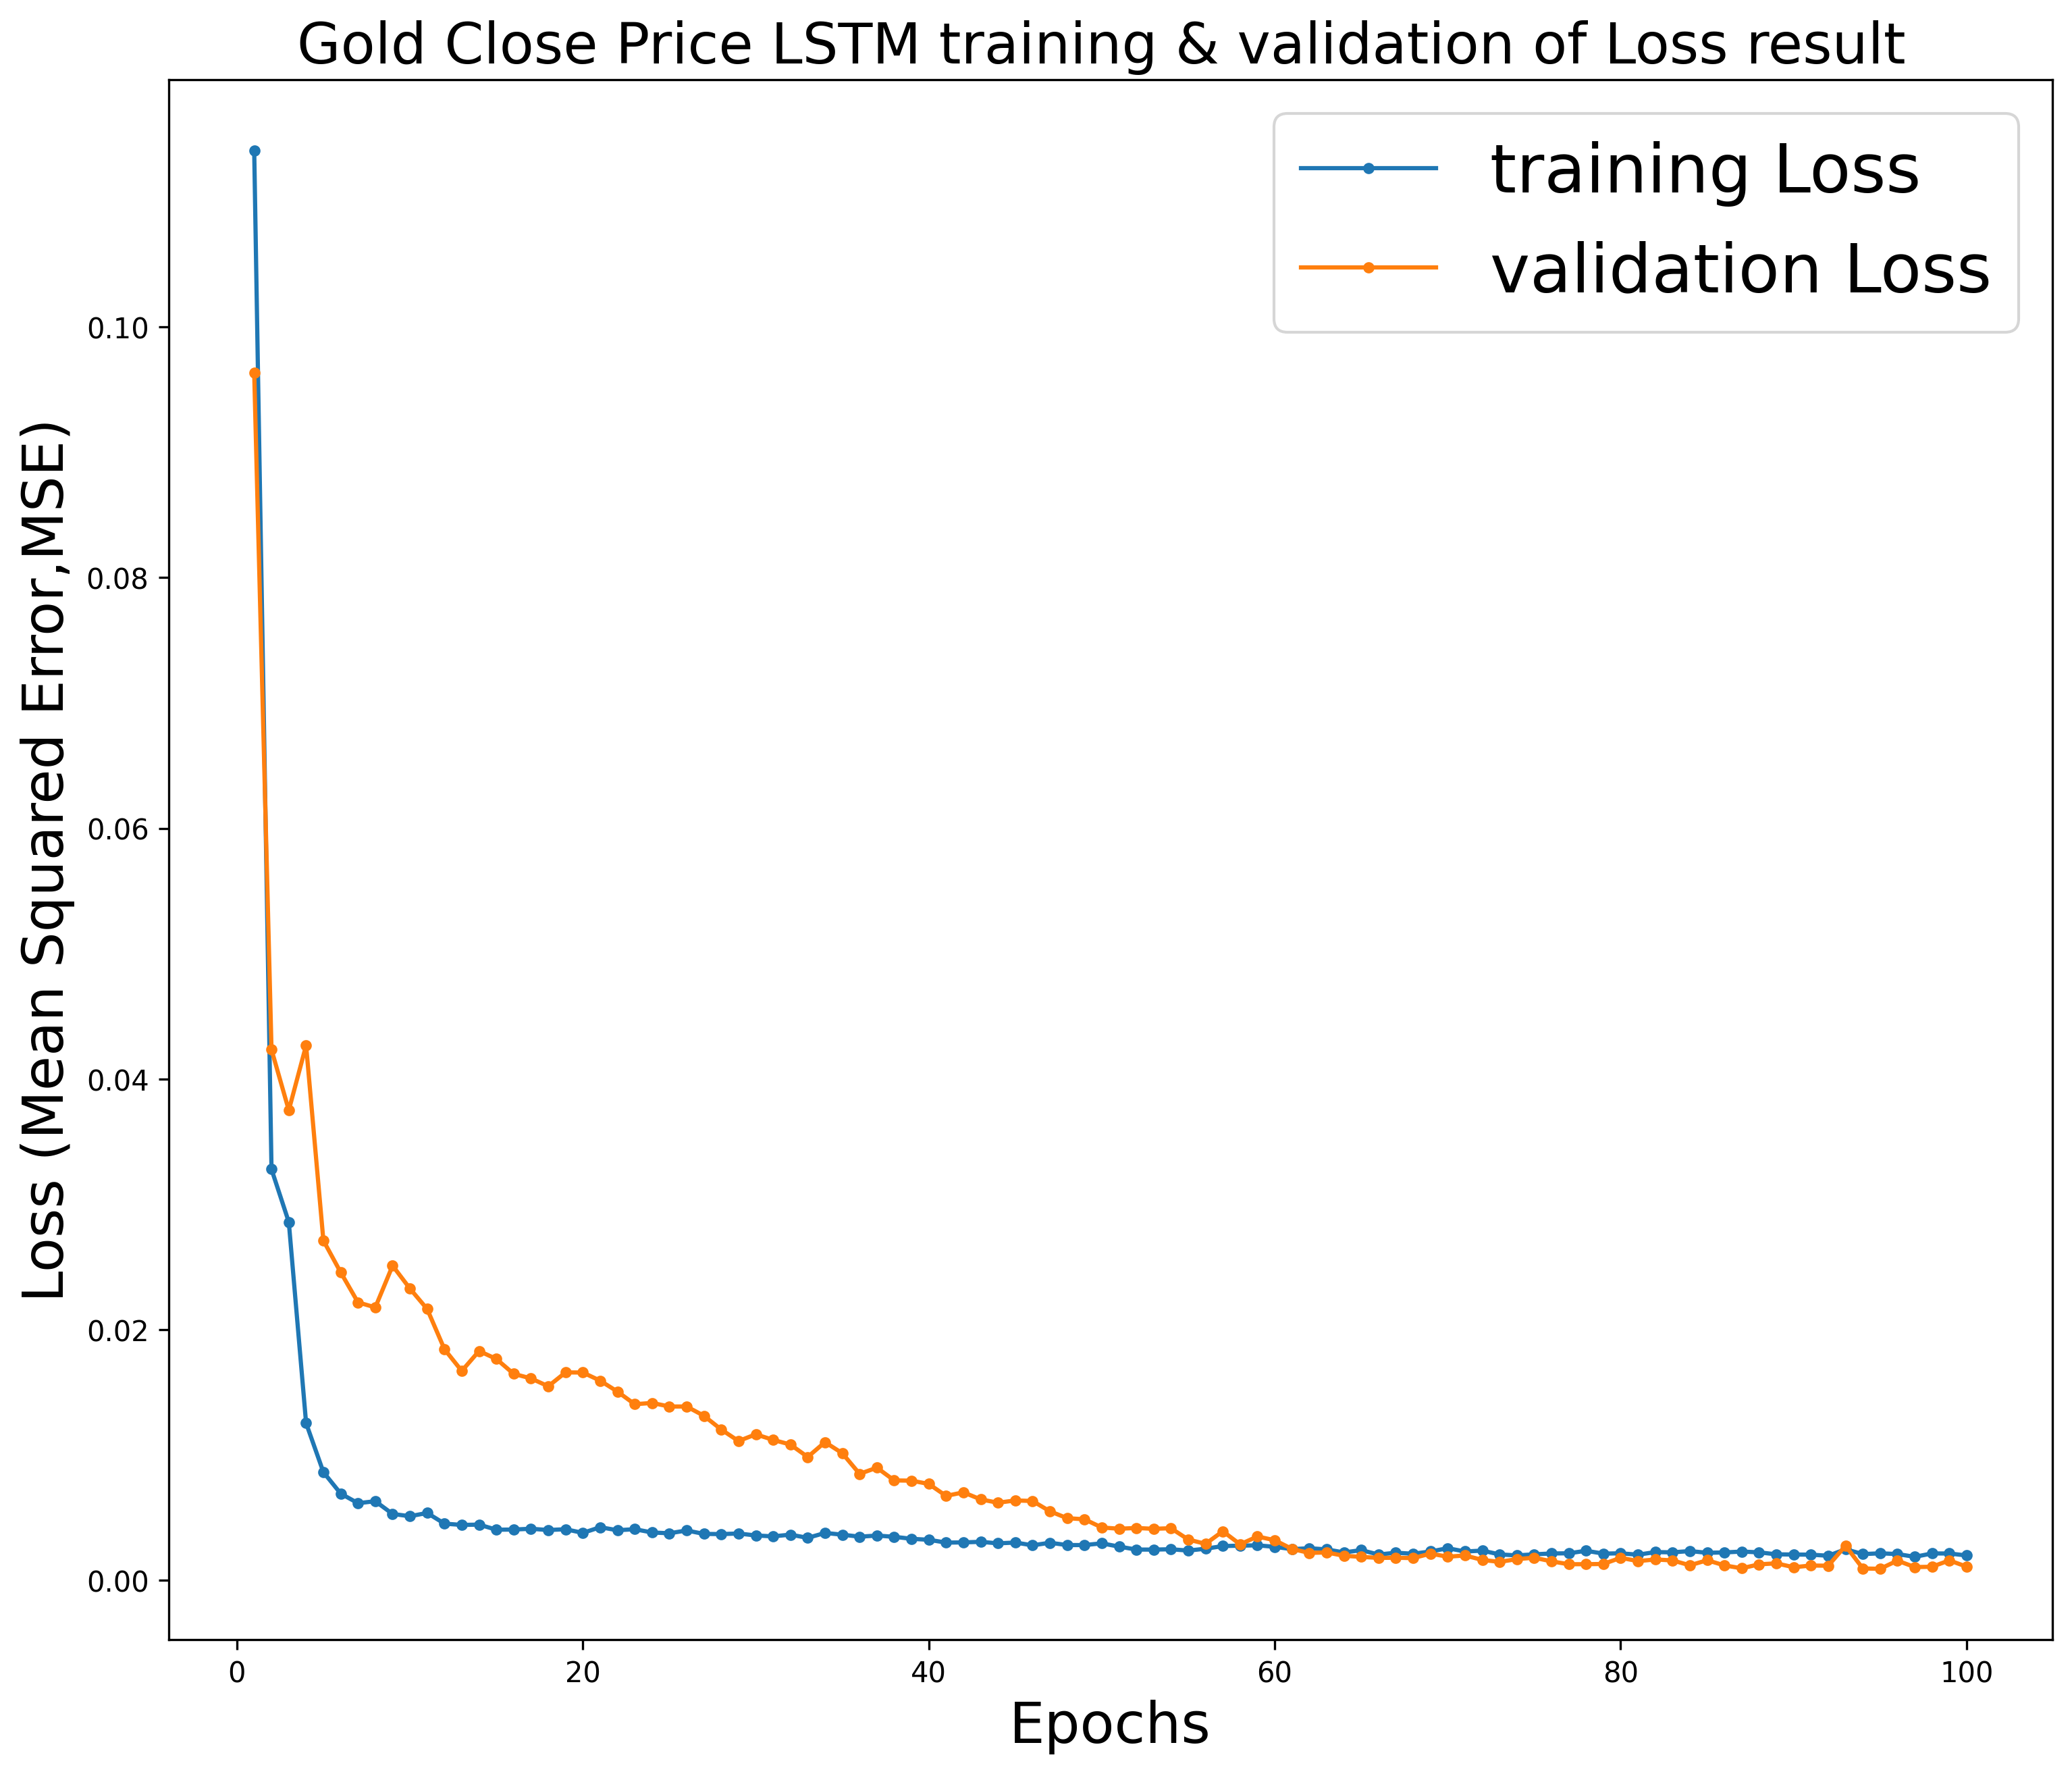 Gold Close Price LSTM training & validation of Loss result
training Loss
validation Loss
Loss (Mean Squared Error,MSE)
0.10
0.08
0.06
0.04
0.02
0.00
0 20 40 60 80 100
Epochs